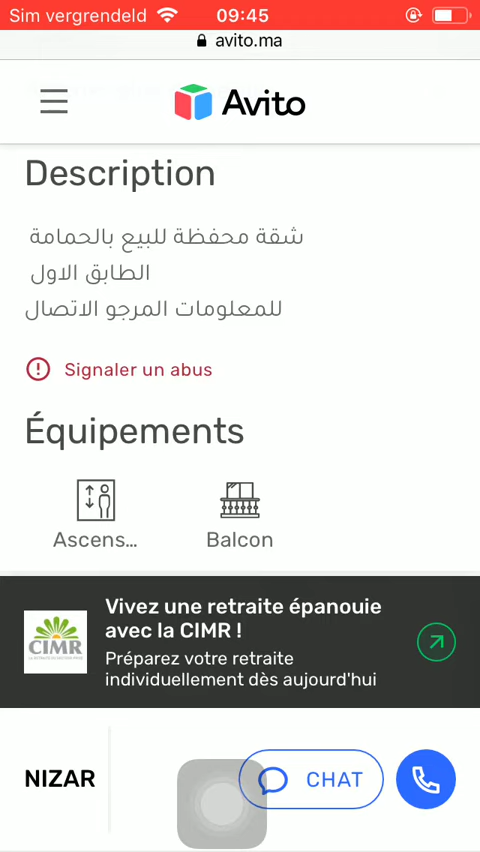 Sim vergrendeld
09:45
avito.ma
Avito
Description
شقة محفظة للبيع بالحمامة
الطابق الاول
للمعلومات المرجو الاتصال
Signaler un abus
Équipements
Ascens...
Balcon
Vivez une retraite épanouie
avec la CIMR !
CIMR
Préparez votre retraite
individuellement dès aujourd'hui
NIZAR
CHAT